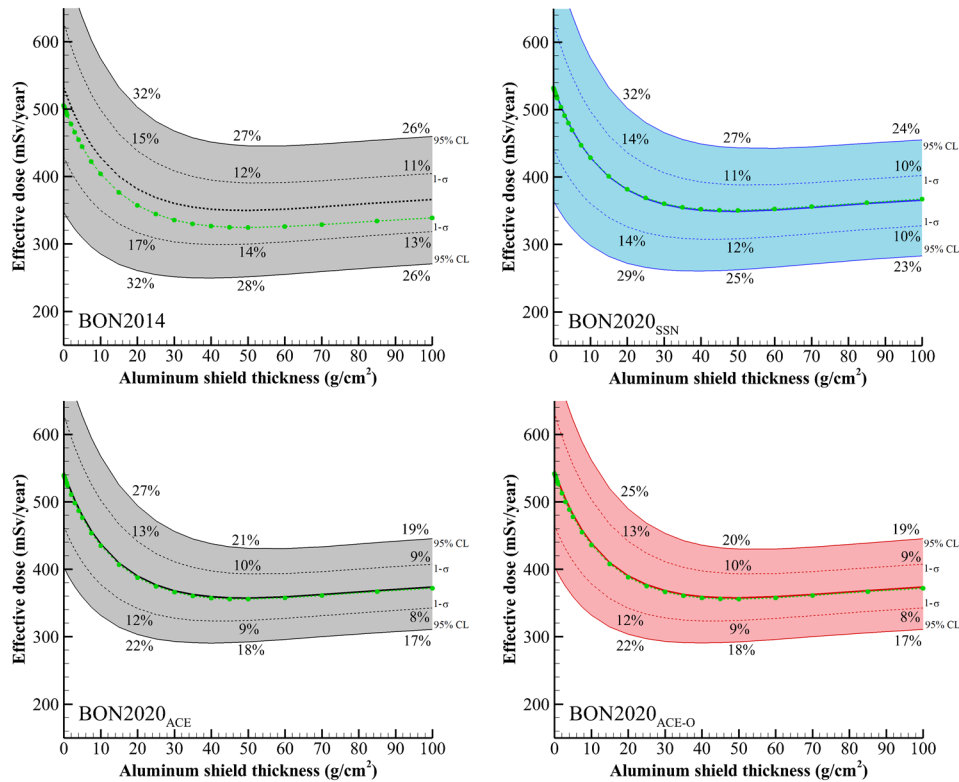 Effective dose (mSv/year)
600
500
400
300
200
32%
15%
27%
12%
26%
95% CL
11%
1-σ
1-σ
17%
14%
13%
95% CL
32%
28%
26%
BON2014
0 10 20 30 40 50 60 70 80 90 100
Aluminum shield thickness (g/cm²)
Effective dose (mSv/year)
600
500
400
300
200
32%
14%
27%
11%
24%
95% CL
10%
1-σ
1-σ
14%
12%
10%
95% CL
29%
25%
23%
BON2020SSN
0 10 20 30 40 50 60 70 80 90 100
Aluminum shield thickness (g/cm²)
Effective dose (mSv/year)
600
500
400
300
200
27%
13%
21%
10%
19%
95% CL
9%
1-σ
1-σ
12%
9%
8%
95% CL
22%
18%
17%
BON2020ACE
0 10 20 30 40 50 60 70 80 90 100
Aluminum shield thickness (g/cm²)
Effective dose (mSv/year)
600
500
400
300
200
25%
13%
20%
10%
19%
95% CL
9%
1-σ
1-σ
12%
9%
8%
95% CL
22%
18%
17%
BON2020ACE-O
0 10 20 30 40 50 60 70 80 90 100
Aluminum shield thickness (g/cm²)